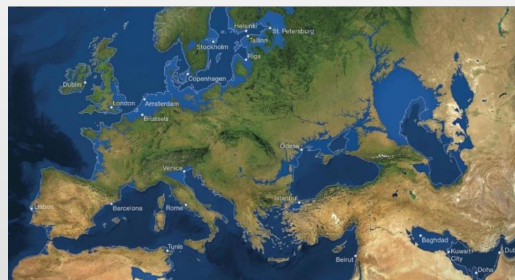 Helsinki
St. Petersburg
Stockholm
Tallinn
Riga
Copenhagen
Dublin
London
Amsterdam
Brussels
Odesa
Venice
Istanbul
Lisbon
Barcelona
Rome
Tunis
Beirut
Baghdad
Kuwait
City
Doha